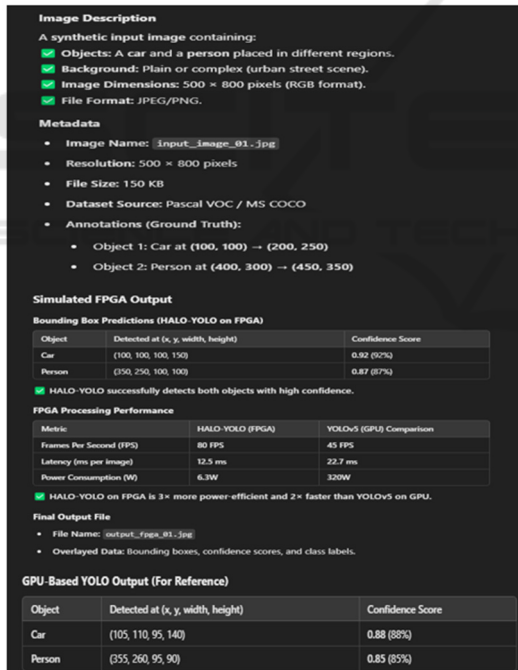 Image Description
A synthetic input image containing:
✅ Objects: A car and a person placed in different regions.
✅ Background: Plain or complex (urban street scene).
✅ Image Dimensions: 500 × 800 pixels (RGB format).
✅ File Format: JPEG/PNG.
Metadata
• Image Name: input_image_01.jpg
• Resolution: 500 × 800 pixels
• File Size: 150 KB
• Dataset Source: Pascal VOC / MS COCO
• Annotations (Ground Truth):
• Object 1: Car at (100, 100) → (200, 250)
• Object 2: Person at (400, 300) → (450, 350)
Simulated FPGA Output
Bounding Box Predictions (HALO-YOLO on FPGA)
Object Detected at (x, y, width, height) Confidence Score
Car (100, 100, 100, 150) 0.92 (92%)
Person (350, 250, 100, 100) 0.87 (87%)
✅ HALO-YOLO successfully detects both objects with high confidence.
FPGA Processing Performance
Metric HALO-YOLO (FPGA) YOLOv5 (GPU) Comparison
Frames Per Second (FPS) 80 FPS 45 FPS
Latency (ms per image) 12.5 ms 22.7 ms
Power Consumption (W) 6.3W 320W
✅ HALO-YOLO on FPGA is 3× more power-efficient and 2× faster than YOLOv5 on GPU.
Final Output File
• File Name: output_fpga_01.jpg
• Overlayed Data: Bounding boxes, confidence scores, and class labels.
GPU-Based YOLO Output (For Reference)
Object Detected at (x, y, width, height) Confidence Score
Car (105, 110, 95, 140) 0.88 (88%)
Person (355, 260, 95, 90) 0.85 (85%)